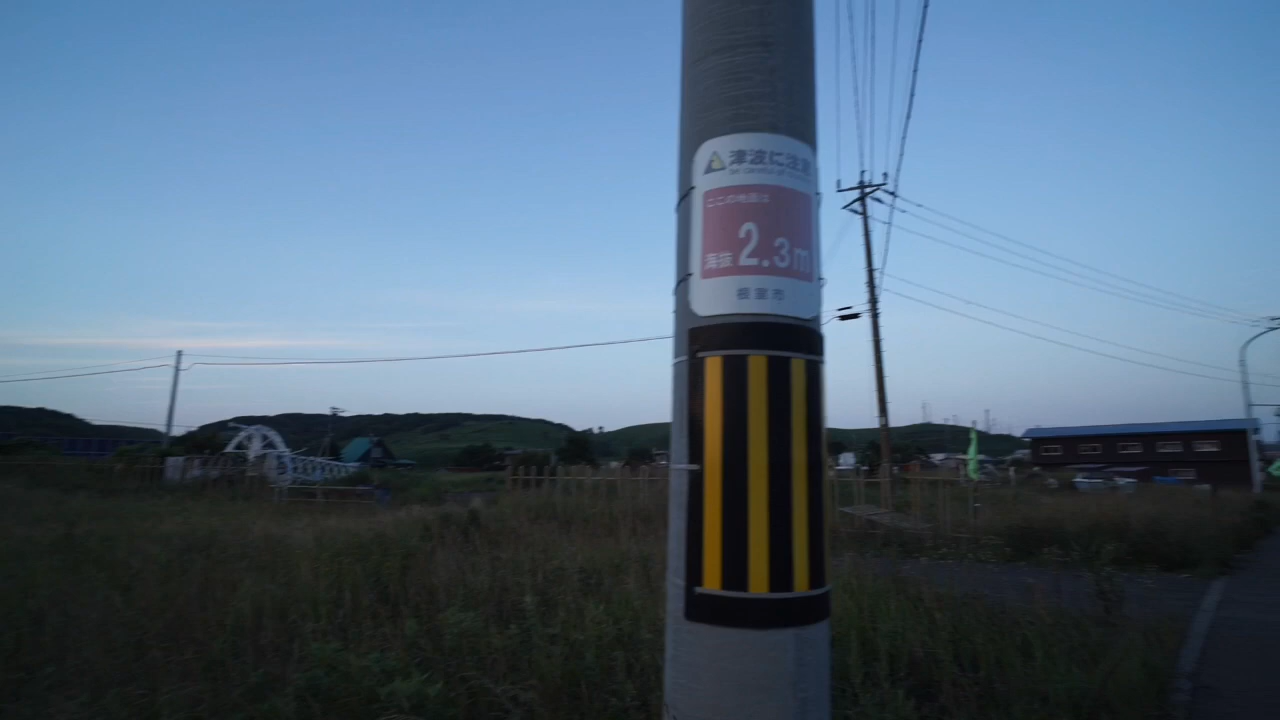 津波に注意
ここの地盤は
海抜 2.3m
根室市